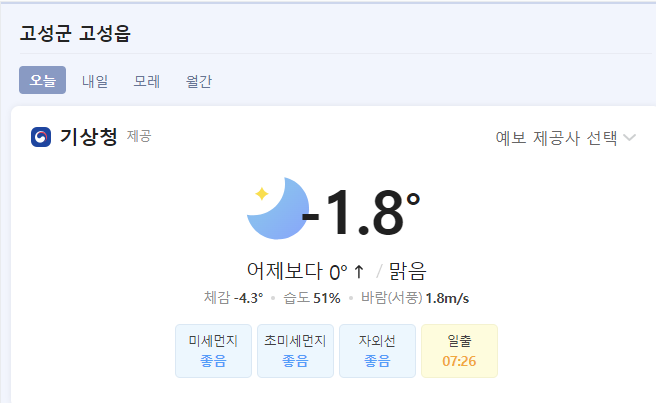 고성군 고성읍
오늘 내일 모레 월간
기상청 제공 예보 제공사 선택
-1.8°
어제보다 0° ↑ / 맑음
체감 -4.3° • 습도 51% • 바람(서풍) 1.8m/s
미세먼지 초미세먼지 자외선 일출
좋음 좋음 좋음 07:26